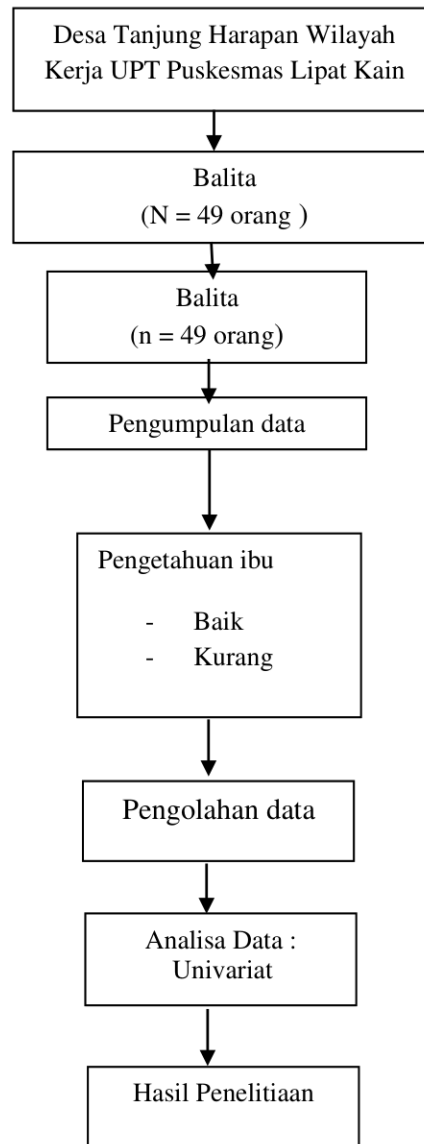 Desa Tanjung Harapan Wilayah
Kerja UPT Puskesmas Lipat Kain
Balita
(N = 49 orang )
Balita
(n = 49 orang)
Pengumpulan data
Pengetahuan ibu
- Baik
- Kurang
Pengolahan data
Analisa Data :
Univariat
Hasil Penelitiaan